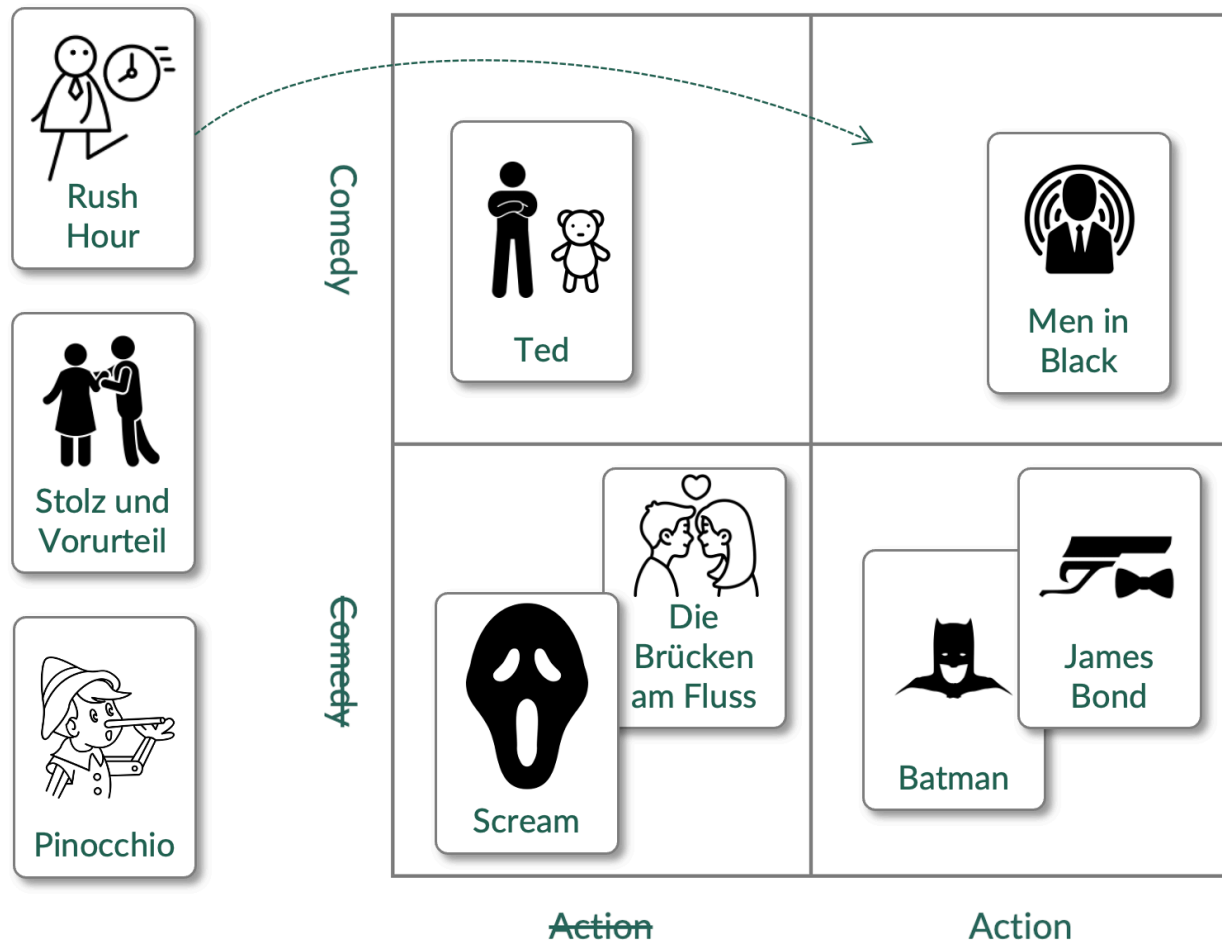 Rush
Hour
Stolz und
Vorurteil
Pinocchio
Comedy
Comedy
Ted
Men in
Black
Die
Brücken
am Fluss
Scream
James
Bond
Batman
Action
Action